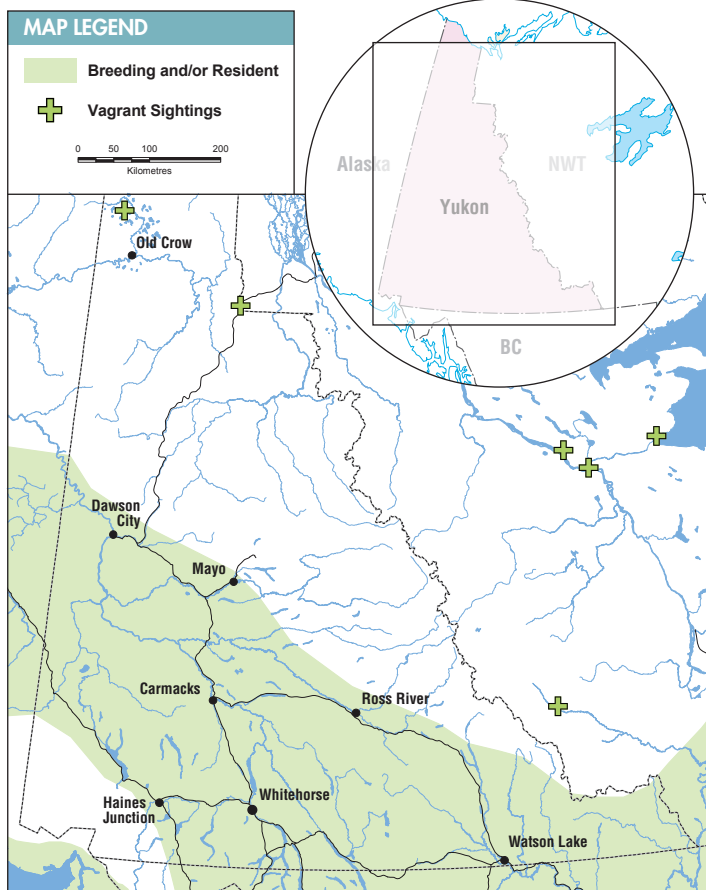 MAP LEGEND
Breeding and/or Resident
Vagrant Sightings
0 50 100 200
Kilometres
Alaska
NWT
Yukon
BC
Old Crow
Dawson
City
Mayo
Carmacks
Ross River
Haines
Junction
Whitehorse
Watson Lake